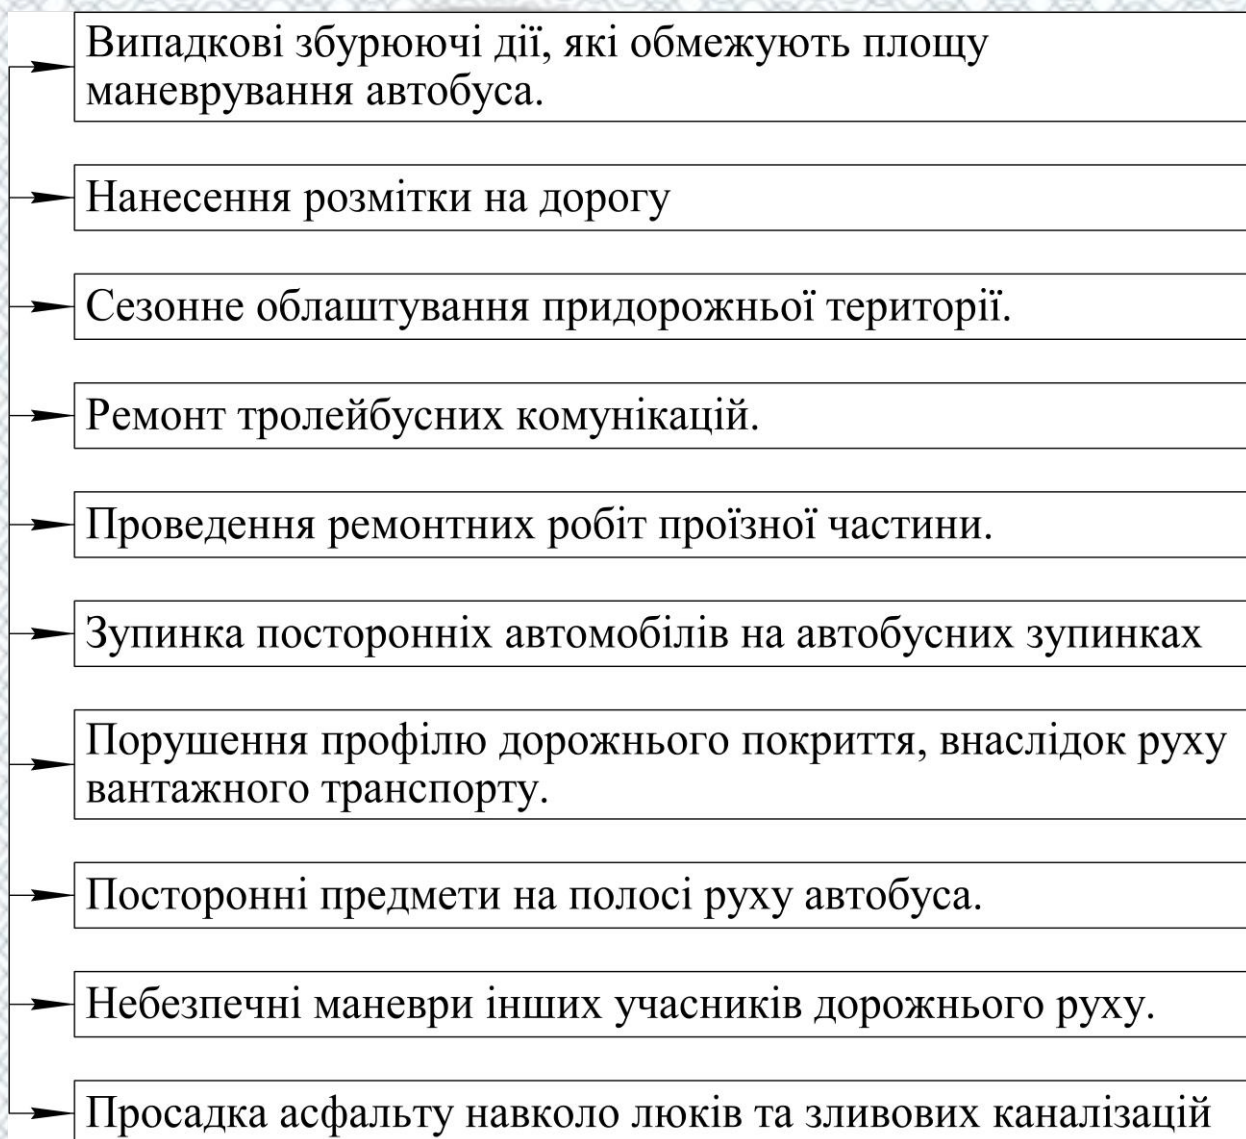 Випадкові збурюючі дії, які обмежують площу
маневрування автобуса.
Нанесення розмітки на дорогу
Сезонне облаштування придорожньої території.
Ремонт тролейбусних комунікацій.
Проведення ремонтних робіт проїзної частини.
Зупинка посторонніх автомобілів на автобусних зупинках
Порушення профілю дорожнього покриття, внаслідок руху
вантажного транспорту.
Посторонні предмети на полосі руху автобуса.
Небезпечні маневри інших учасників дорожнього руху.
Просадка асфальту навколо люків та зливових каналізацій